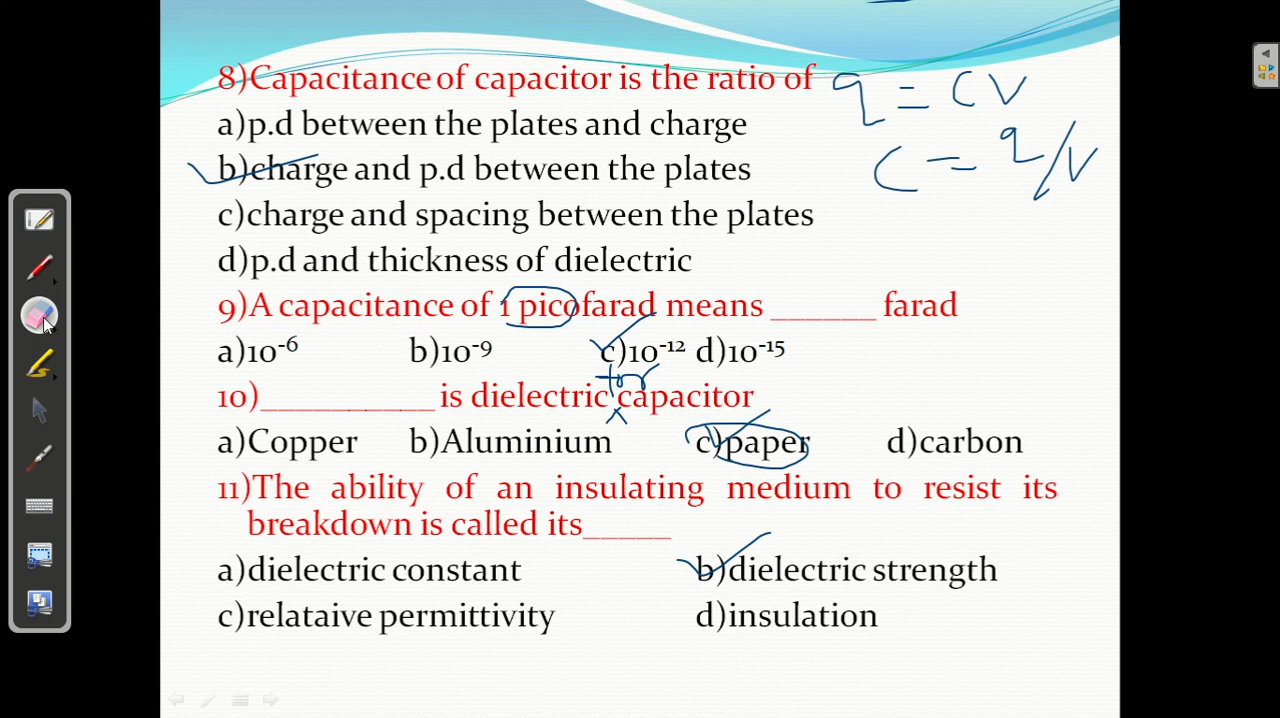 8)Capacitance of capacitor is the ratio of q = CV
a)p.d between the plates and charge
b)charge and p.d between the plates C = q/V
c)charge and spacing between the plates
d)p.d and thickness of dielectric
9)A capacitance of 1 picofarad means ______ farad
a)10-6 b)10-9 c)10-12 d)10-15
for
10)__________ is dielectric capacitor
a)Copper b)Aluminium c)paper d)carbon
11)The ability of an insulating medium to resist its
breakdown is called its_____
a)dielectric constant b)dielectric strength
c)relataive permittivity d)insulation